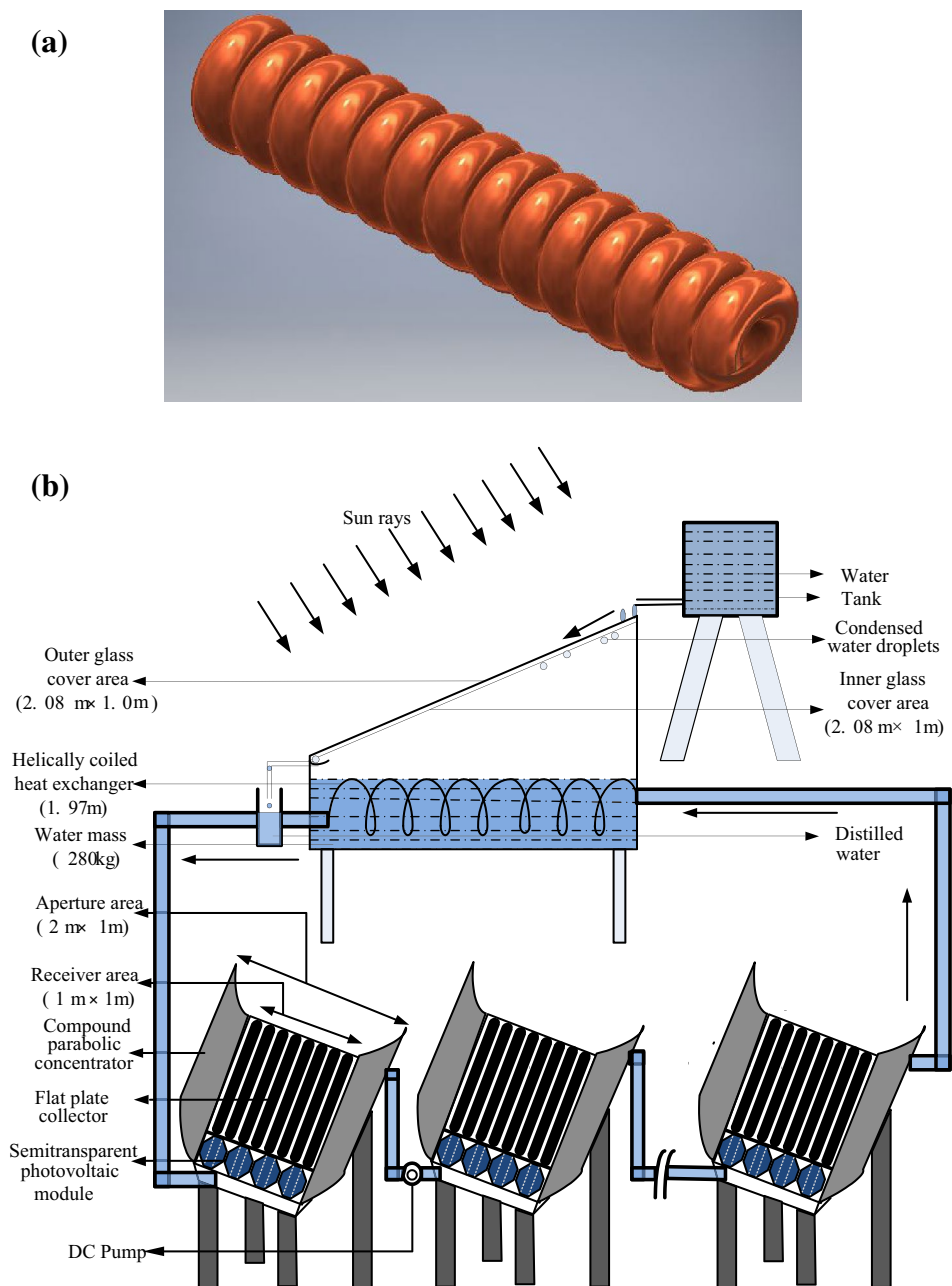 (a)
(b)
Sun rays
Water
Tank
Condensed
water droplets
Outer glass
cover area
(2. 08 m× 1. 0m)
Inner glass
cover area
(2. 08 m× 1m)
Helically coiled
heat exchanger
(1. 97m)
Water mass
( 280kg)
Distilled
water
Aperture area
( 2 m× 1m)
Receiver area
( 1 m × 1m)
Compound
parabolic
concentrator
Flat plate
collector
Semitransparent
photovoltaic
module
DC Pump